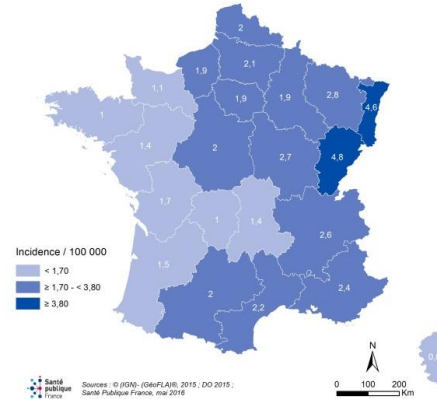 2
1,9
2,1
1,1
1,9
1,9
2,8
4,6
1
1,4
2
2,7
4,8
1,7
1
1,4
2,6
Incidence / 100 000
< 1,70
≥ 1,70 - < 3,80
≥ 3,80
1,5
2
2,2
2,4
N
Santé
publique
France
Sources : © (IGN)- (GéoFLA)®, 2015 ; DO 2015 ;
Santé Publique France, mai 2016
0 100 200
Km